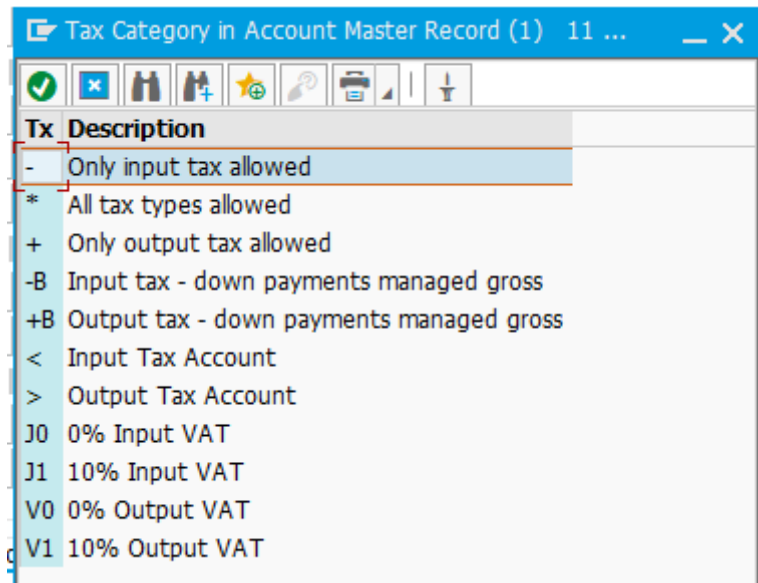 Tax Category in Account Master Record (1) 11 ...
Tx Description
- Only input tax allowed
* All tax types allowed
+ Only output tax allowed
-B Input tax - down payments managed gross
+B Output tax - down payments managed gross
< Input Tax Account
> Output Tax Account
J0 0% Input VAT
J1 10% Input VAT
V0 0% Output VAT
V1 10% Output VAT